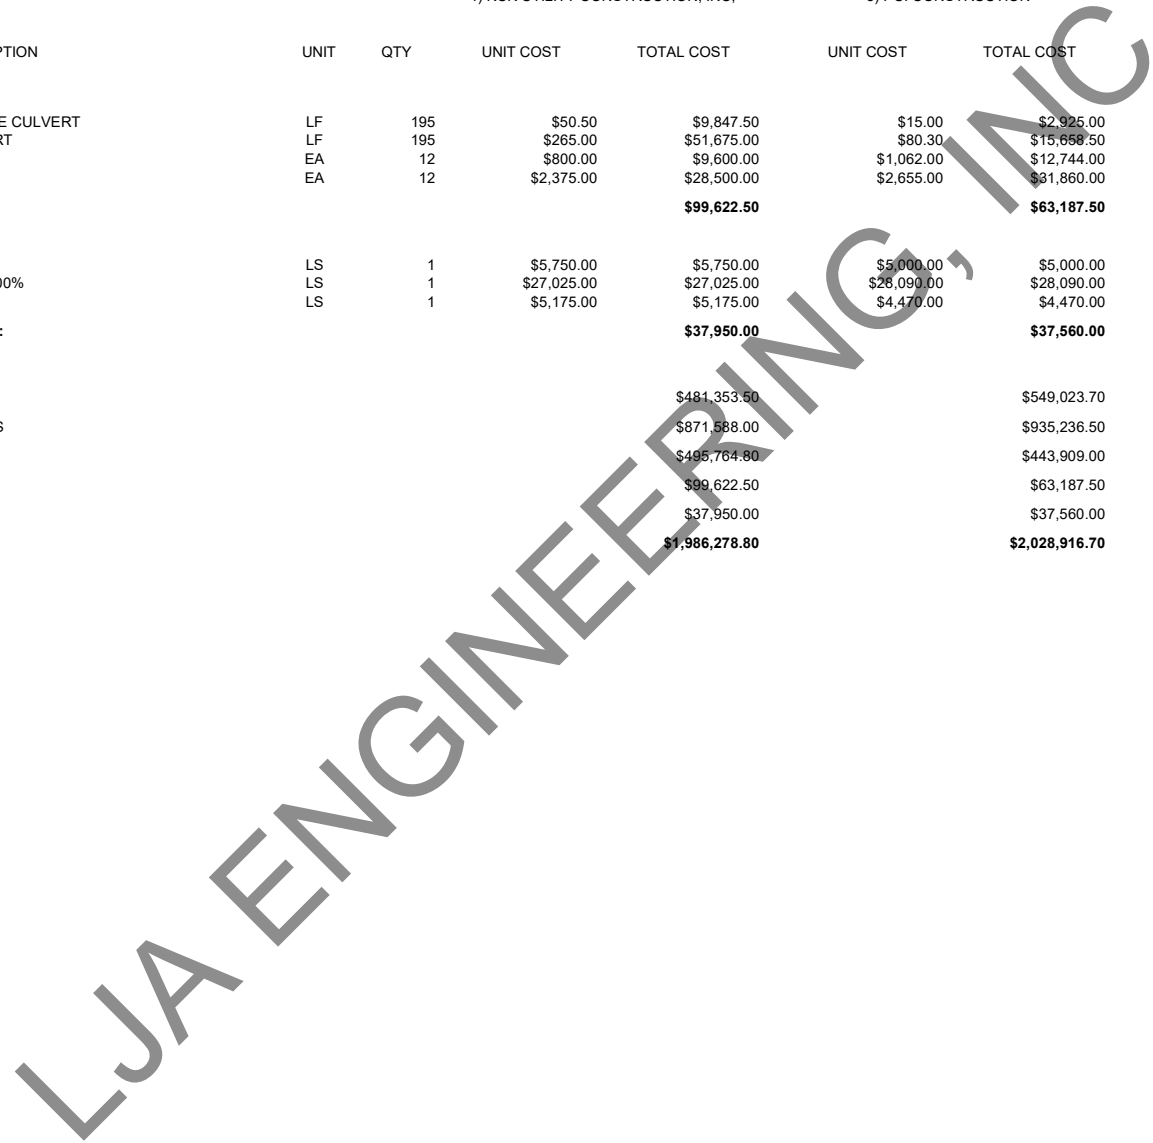 CONSTRUCTION, INC,
PTION UNIT QTY UNIT COST TOTAL COST UNIT COST TOTAL COST
E CULVERT LF 195 $50.50 $9,847.50 $15.00 $2,925.00
RT LF 195 $265.00 $51,675.00 $80.30 $15,658.50
EA 12 $800.00 $9,600.00 $1,062.00 $12,744.00
EA 12 $2,375.00 $28,500.00 $2,655.00 $31,860.00
$99,622.50 $63,187.50
LS 1 $5,750.00 $5,750.00 $5,000.00 $5,000.00
00% LS 1 $27,025.00 $27,025.00 $28,090.00 $28,090.00
LS 1 $5,175.00 $5,175.00 $4,470.00 $4,470.00
: $37,950.00 $37,560.00
$481,353.50 $549,023.70
S $871,588.00 $935,236.50
$495,764.80 $443,909.00
$99,622.50 $63,187.50
$37,950.00 $37,560.00
$1,986,278.80 $2,028,916.70
LJA ENGINEERING, INC